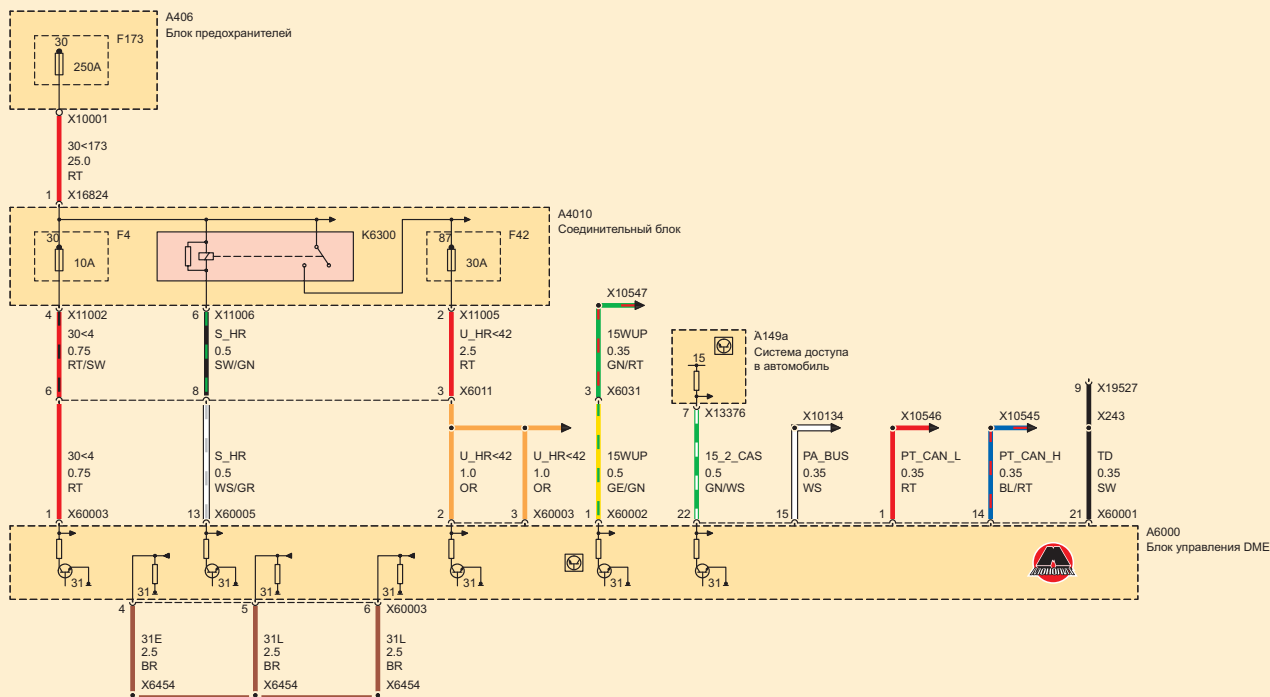 A406
Блок предохранителей
30
F173
250A
X10001
30<173
25.0
RT
1 X16824
A4010
Соединительный блок
30
F4
10A
K6300
87
F42
30A
4 X11002
30<4
0.75
RT/SW
6
6 X11006
S_HR
0.5
SW/GN
8
2 X11005
U_HR<42
2.5
RT
3 X6011
X10547
15WUP
0.35
GN/RT
3 X6031
A149a
Система доступа
в автомобиль
15
7 X13376
9 X19527
X243
X10134
X10546
X10545
30<4
0.75
RT
1 X60003
S_HR
0.5
WS/GR
13 X60005
U_HR<42
1.0
OR
2
U_HR<42
1.0
OR
3 X60003
15WUP
0.5
GE/GN
1 X60002
15_2_CAS
0.5
GN/WS
22
PA_BUS
0.35
WS
15
PT_CAN_L
0.35
RT
1
PT_CAN_H
0.35
BL/RT
14
TD
0.35
SW
21 X60001
A6000
Блок управления DME
31
31
31
31
31
31
31
31
МОНОЛИТ
4
5
6 X60003
31E
2.5
BR
X6454
31L
2.5
BR
X6454
31L
2.5
BR
X6454